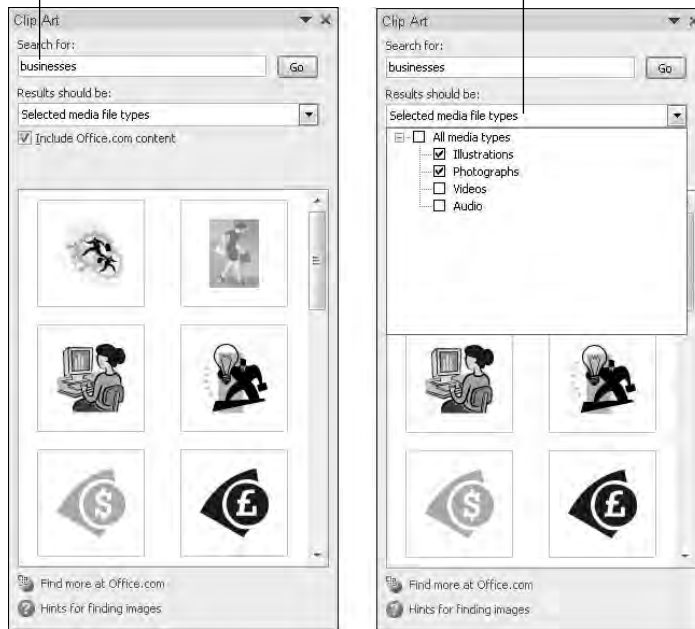 Clip Art
Search for:
businesses
Go
Results should be:
Selected media file types
Include Office.com content
$
£
Find more at Office.com
Hints for finding images
Clip Art
Search for:
businesses
Go
Results should be:
Selected media file types
All media types
Illustrations
Photographs
Videos
Audio
$
£
Find more at Office.com
Hints for finding images